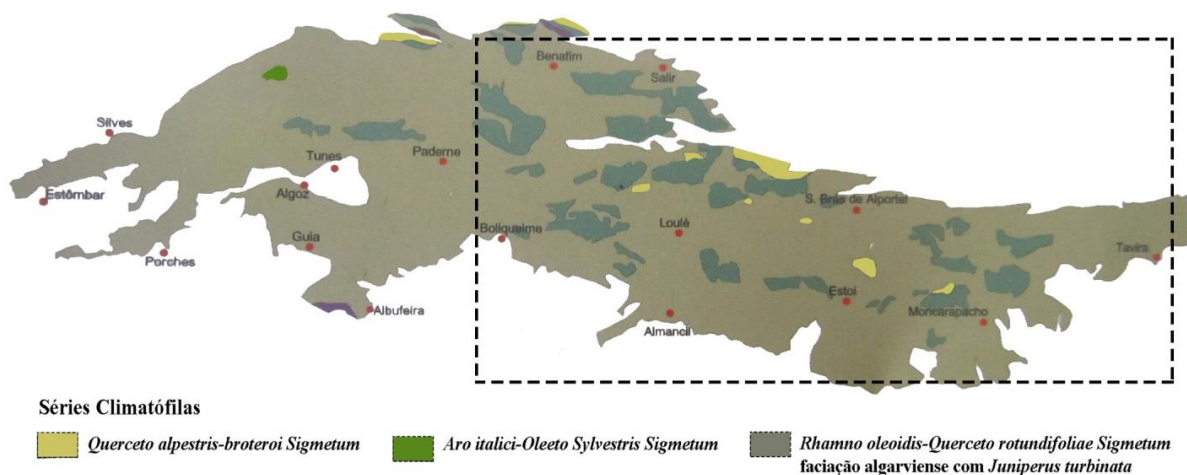 Benafim
Salir
Silves
Tunes
Paderne
Estômbar
Algoz
S. Brás de Alportel
Guia
Boliqueime
Loulé
Tavira
Porches
Albufeira
Estoi
Almancil
Moncarapacho
Séries Climatófilas
Querceto alpestris-broteroi Sigmetum
Aro italici-Oleeto Sylvestris Sigmetum
Rhamno oleoidis-Querceto rotundifoliae Sigmetum
faciação algarviense com Juniperus turbinata